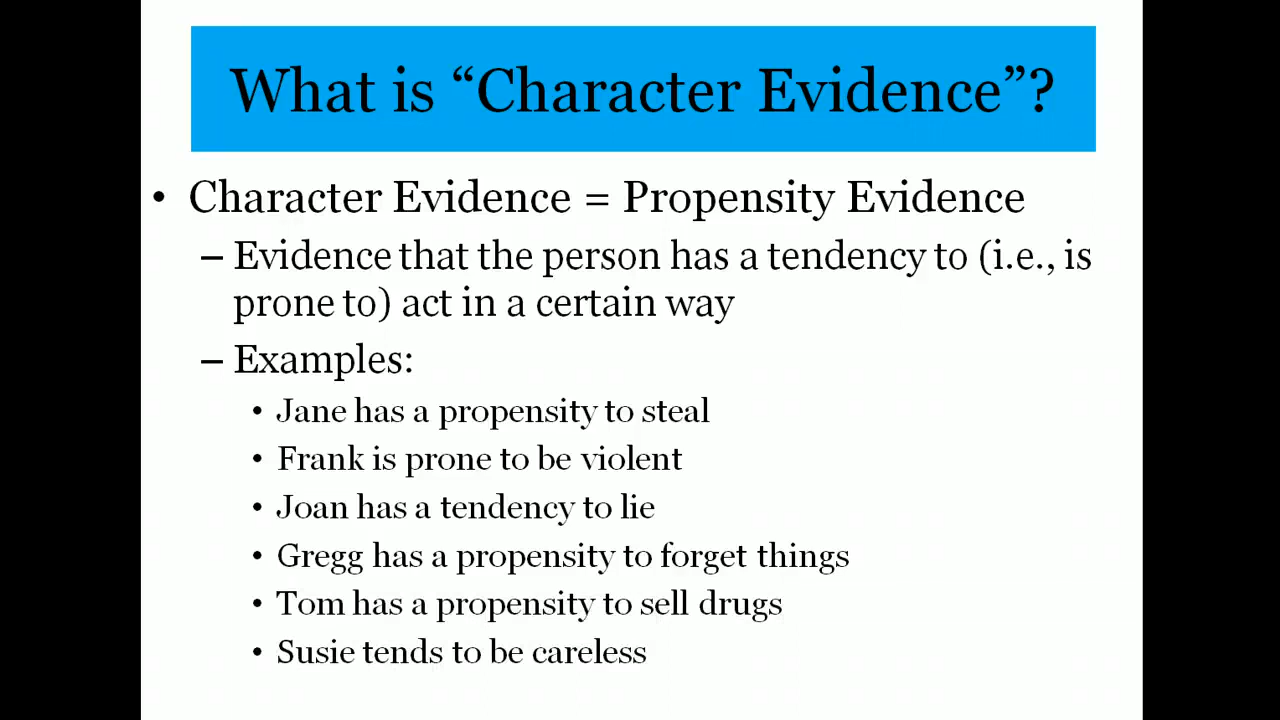 What is “Character Evidence”?
• Character Evidence = Propensity Evidence
– Evidence that the person has a tendency to (i.e., is
prone to) act in a certain way
– Examples:
• Jane has a propensity to steal
• Frank is prone to be violent
• Joan has a tendency to lie
• Gregg has a propensity to forget things
• Tom has a propensity to sell drugs
• Susie tends to be careless